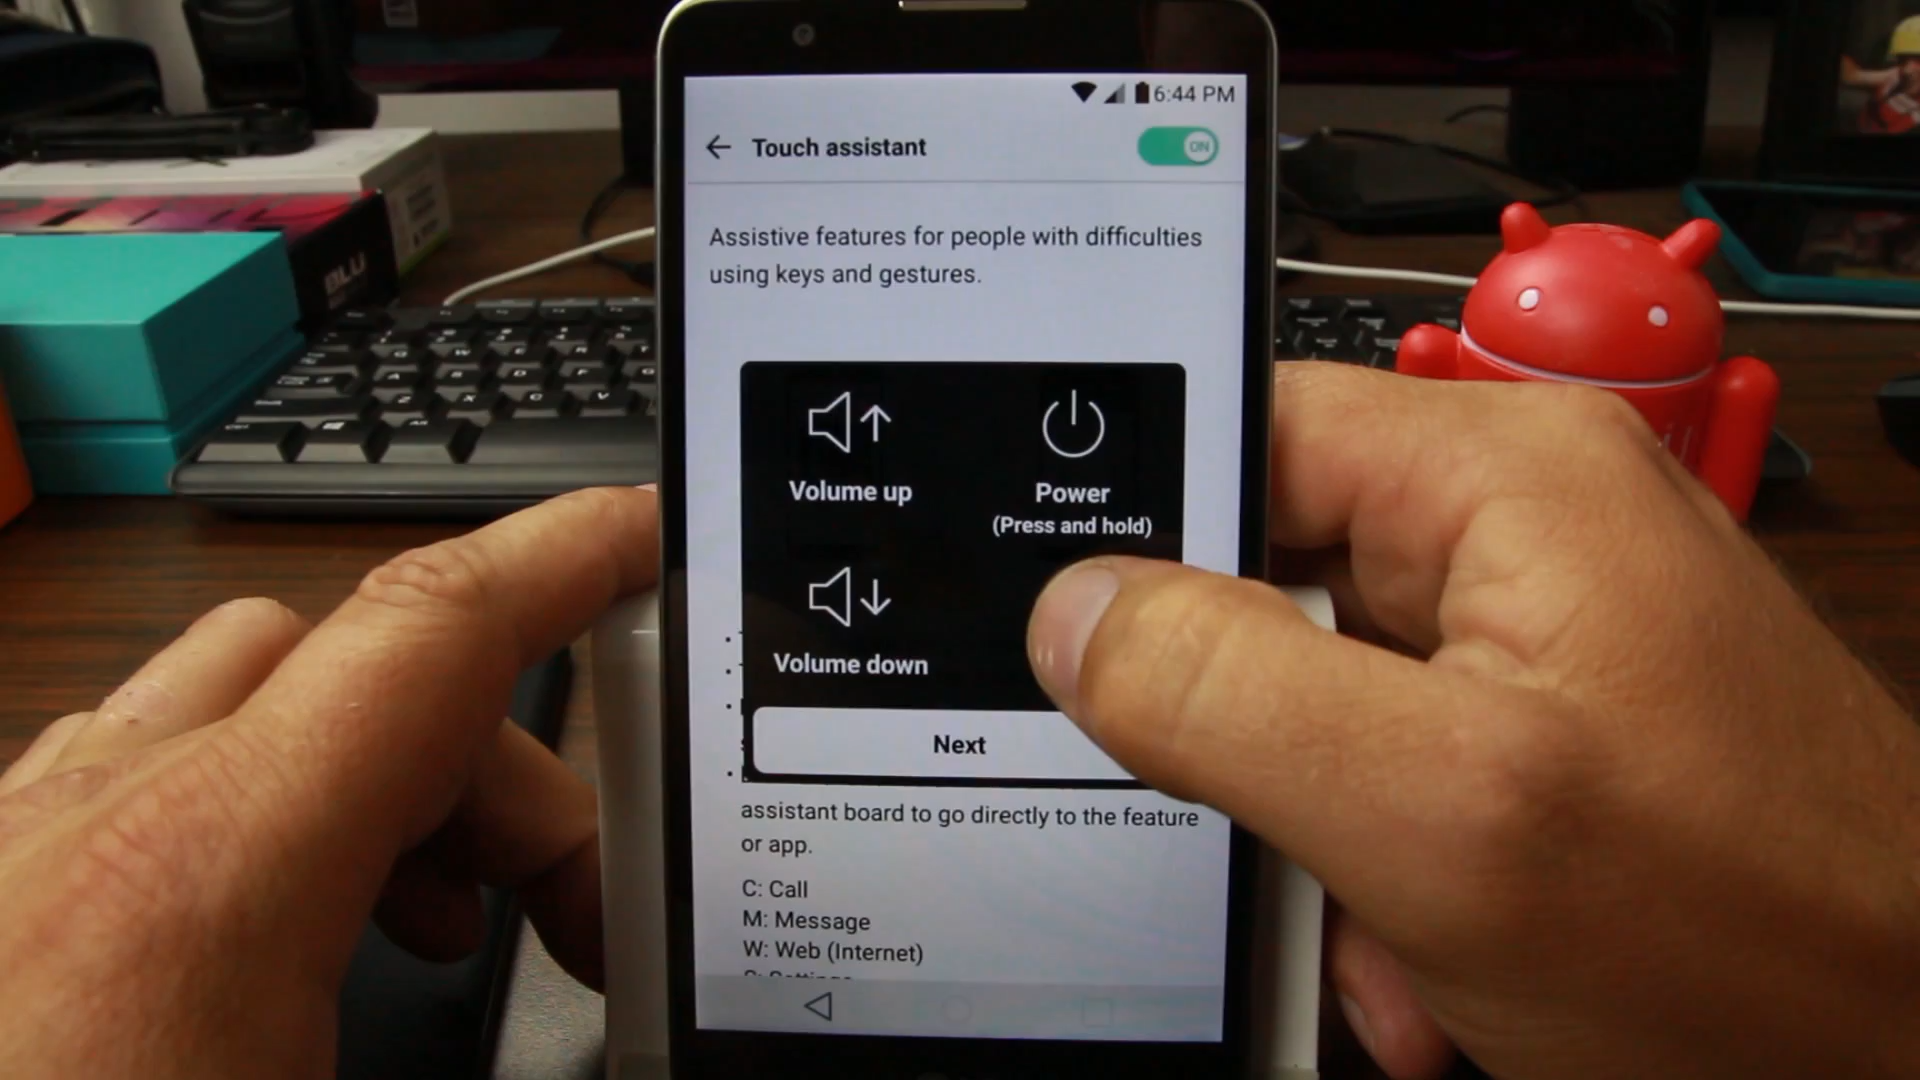 6:44 PM
Touch assistant
ON
Assistive features for people with difficulties
using keys and gestures.
Volume up
Power
(Press and hold)
Volume down
Next
assistant board to go directly to the feature
or app.
C: Call
M: Message
W: Web (Internet)
BLU